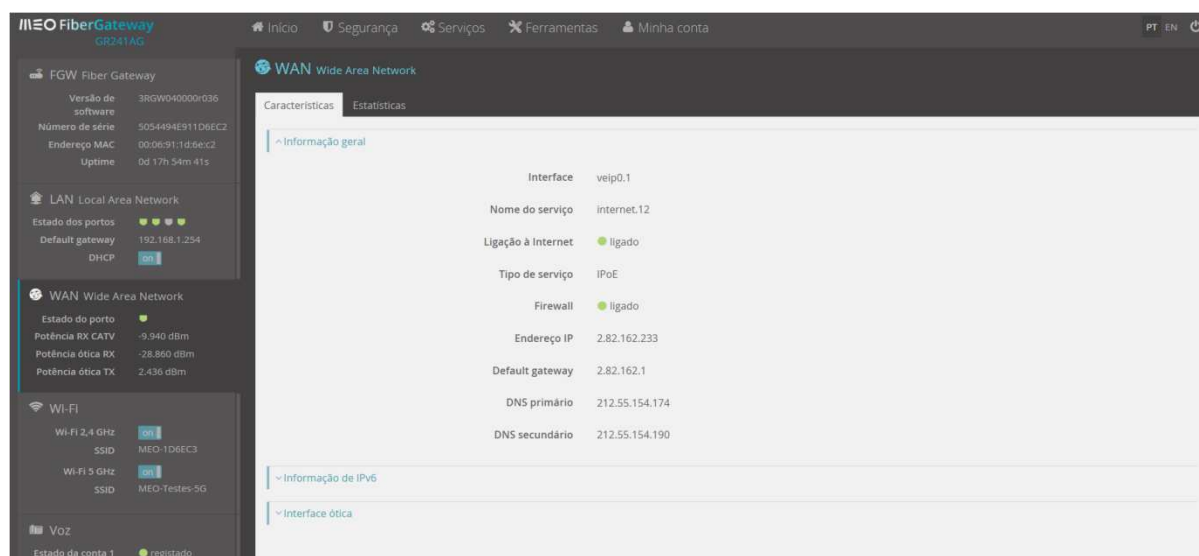 MEO FiberGateway
GR241AG
Início Segurança Serviços Ferramentas Minha conta
PT EN
FGW Fiber Gateway
Versão de software 3RGW040000r036
Número de série 5054494E911D6EC2
Endereço MAC 00:06:91:1d:6e:c2
Uptime 0d 17h 54m 41s
LAN Local Area Network
Estado dos portos
Default gateway 192.168.1.254
DHCP on
WAN Wide Area Network
Estado do porto
Potência RX CATV -9.940 dBm
Potência ótica RX -28.860 dBm
Potência ótica TX 2.436 dBm
Wi-Fi
Wi-Fi 2,4 GHz on
SSID MEO-1D6EC3
Wi-Fi 5 GHz on
SSID MEO-Testes-5G
Voz
Estado da conta 1 registado
WAN Wide Area Network
Características Estatísticas
Informação geral
Interface veip0.1
Nome do serviço internet.12
Ligação à Internet ligado
Tipo de serviço IPoE
Firewall ligado
Endereço IP 2.82.162.233
Default gateway 2.82.162.1
DNS primário 212.55.154.174
DNS secundário 212.55.154.190
Informação de IPv6
Interface ótica